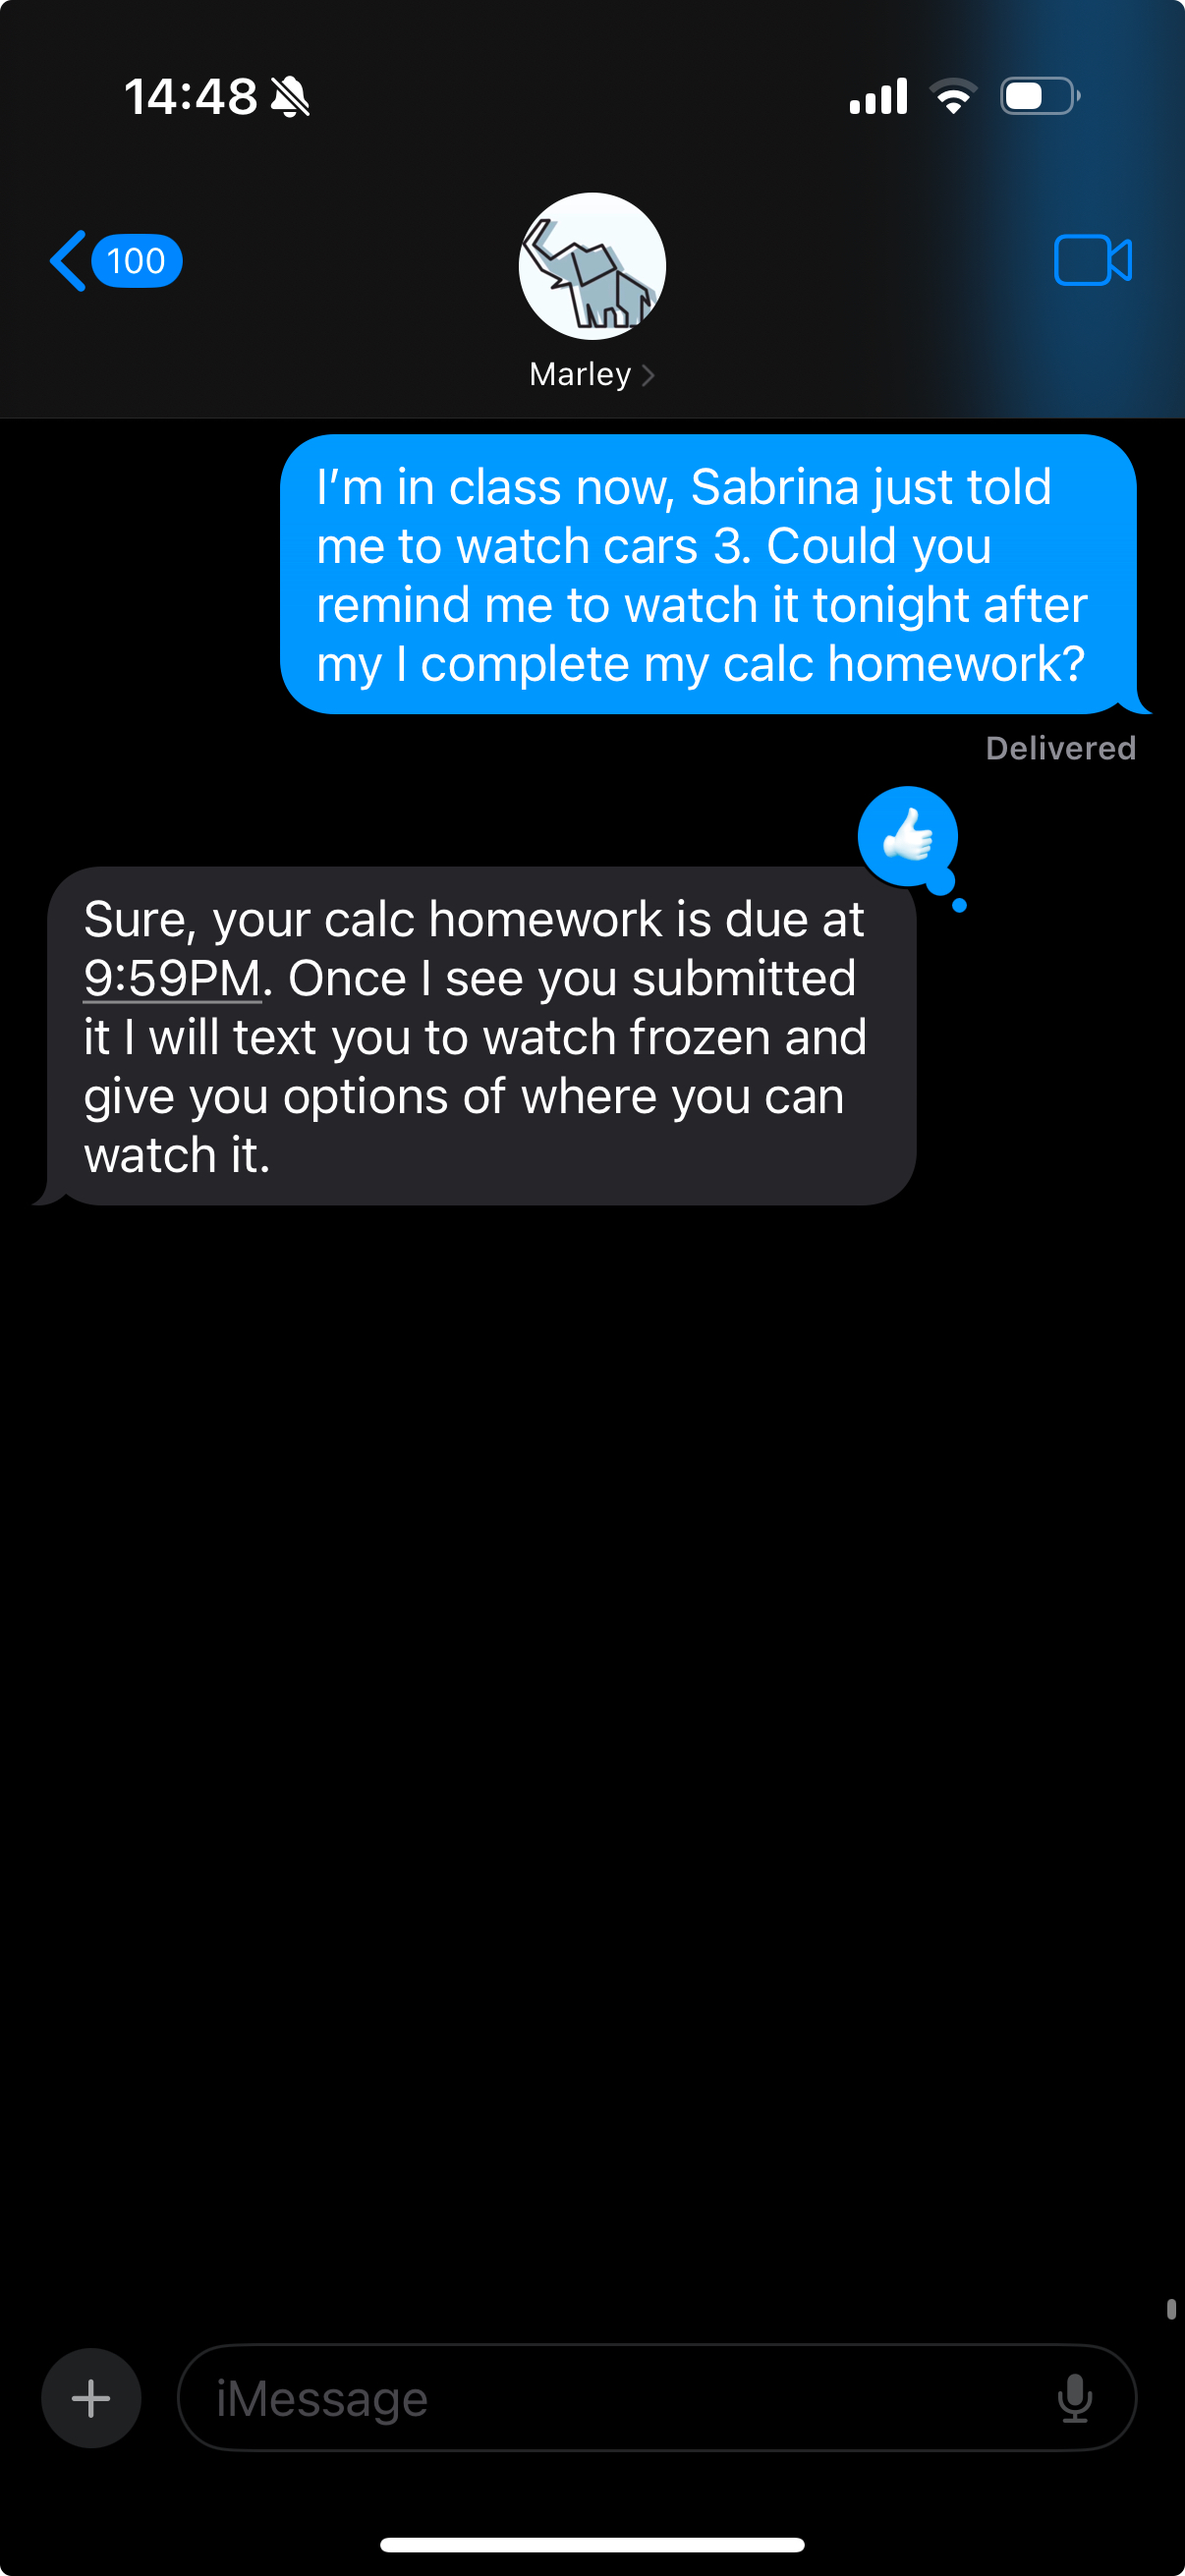 14:48
100
Marley
I’m in class now, Sabrina just told
me to watch cars 3. Could you
remind me to watch it tonight after
my I complete my calc homework?
Delivered
Sure, your calc homework is due at
9:59PM. Once I see you submitted
it I will text you to watch frozen and
give you options of where you can
watch it.
iMessage